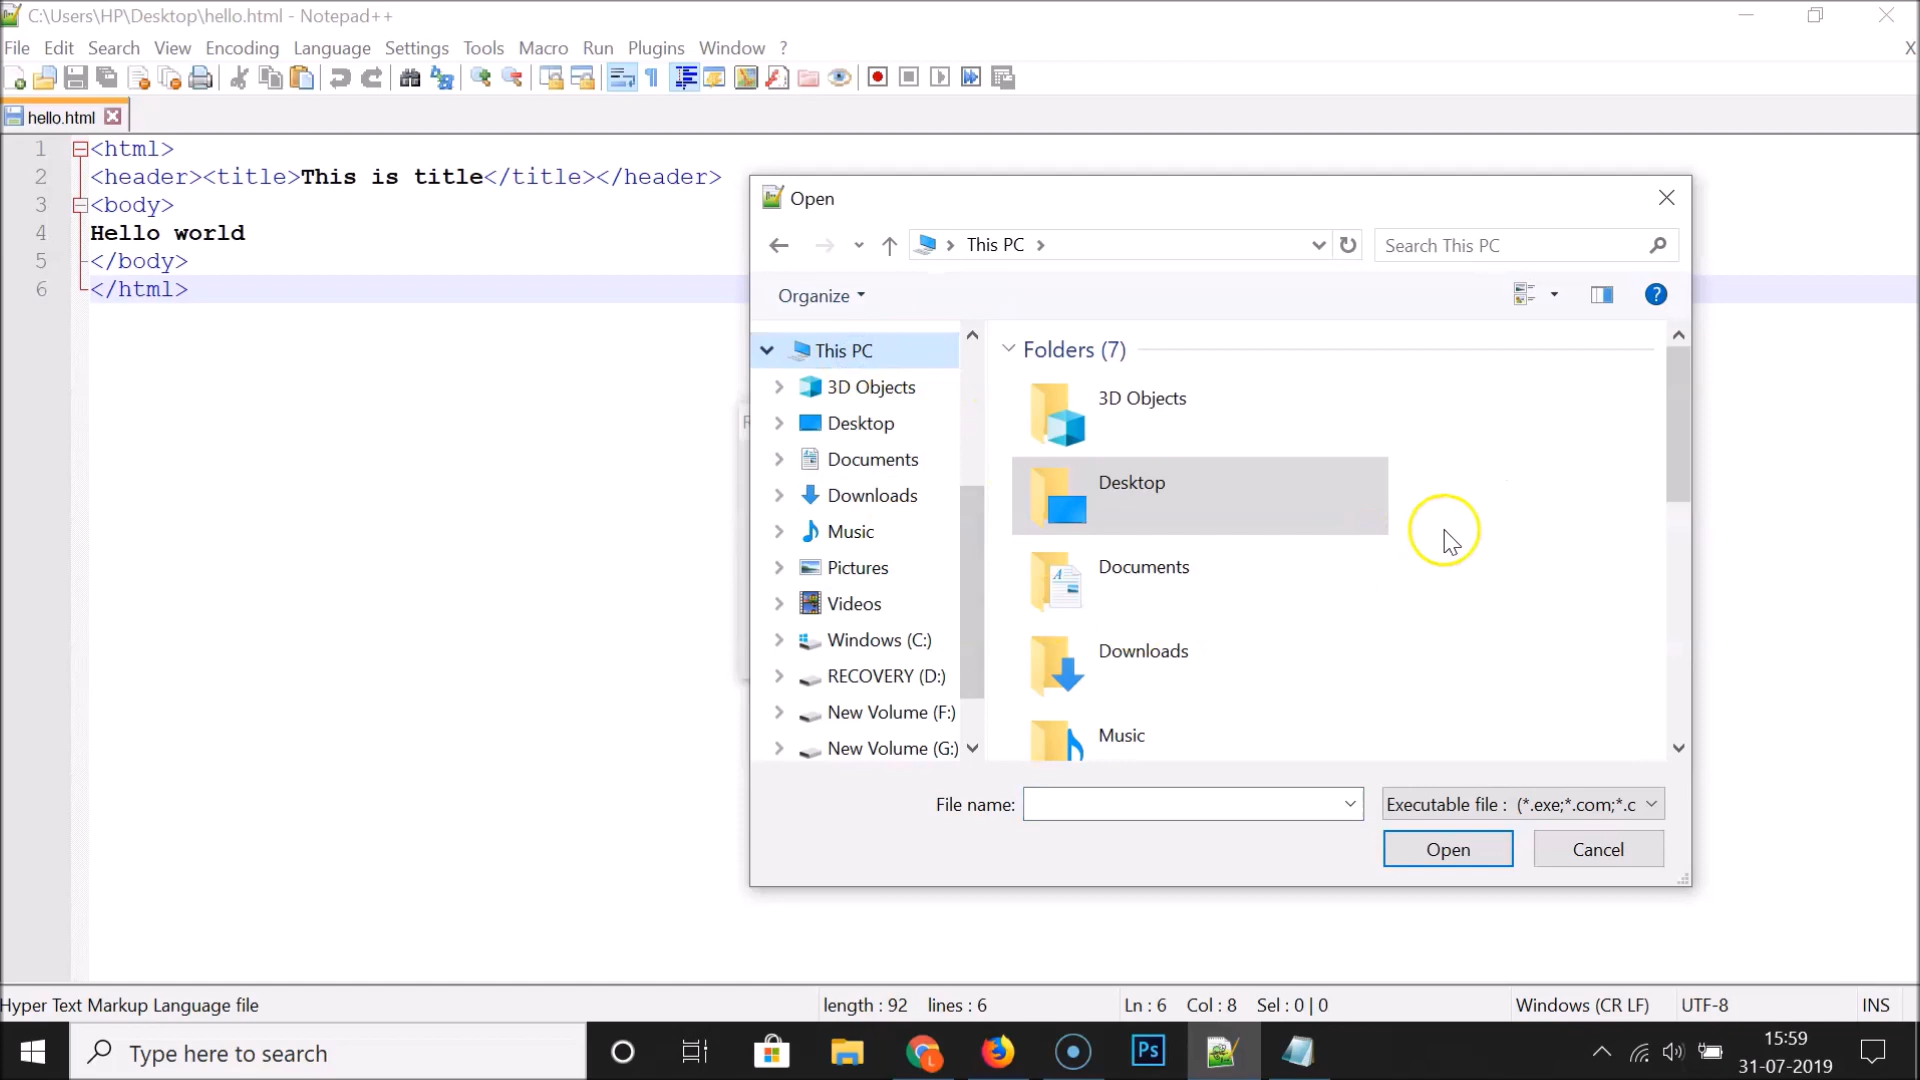 C:\Users\HP\Desktop\hello.html - Notepad++
File Edit Search View Encoding Language Settings Tools Macro Run Plugins Window ? X
hello.html
1 <html>
2 <header><title>This is title</title></header>
3 <body>
4 Hello world
5 </body>
6 </html>
Open
This PC
Search This PC
Organize
This PC
3D Objects
Desktop
Documents
Downloads
Music
Pictures
Videos
Windows (C:)
RECOVERY (D:)
New Volume (F:)
New Volume (G:)
Folders (7)
3D Objects
Desktop
Documents
Downloads
Music
File name:
Executable file : (*.exe;*.com;*.c
Open Cancel
Hyper Text Markup Language file length : 92 lines : 6 Ln : 6 Col : 8 Sel : 0 | 0 Windows (CR LF) UTF-8 INS
Type here to search
Ps
L
15:59
31-07-2019